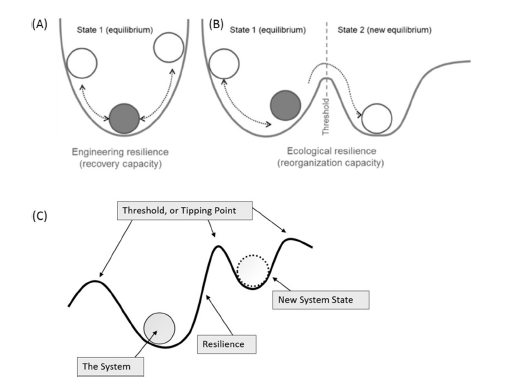 (A)
State 1 (equilibrium)
Engineering resilience
(recovery capacity)
(B)
State 1 (equilibrium)
State 2 (new equilibrium)
Threshold
Ecological resilience
(reorganization capacity)
(C)
Threshold, or Tipping Point
New System State
Resilience
The System